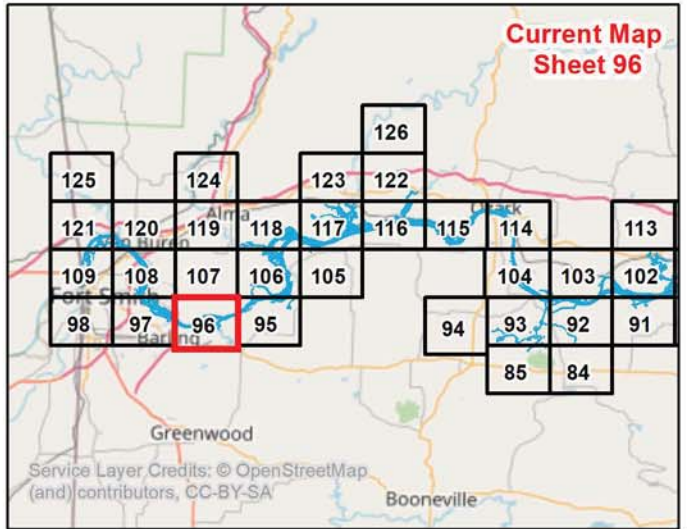 Current Map
Sheet 96
126
125 124 123 122
Alma Ozark
121 120 119 118 117 116 115 114 113
Van Buren
109 108 107 106 105 104 103 102
Fort Smith
98 97 96 95 94 93 92 91
Barling
85 84
Greenwood
Service Layer Credits: © OpenStreetMap
(and) contributors, CC-BY-SA
Booneville